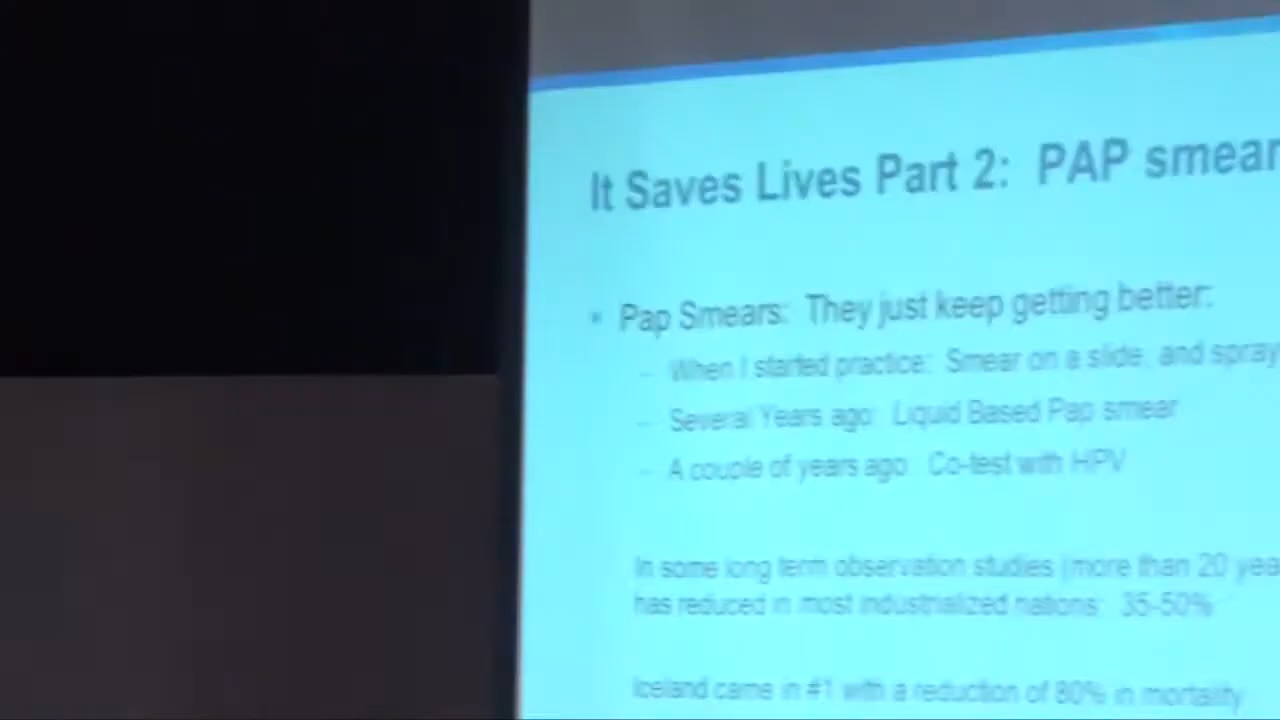 It Saves Lives Part 2: PAP smear
• Pap Smears: They just keep getting better:
– When I started practice: Smear on a slide, and spray
– Several Years ago: Liquid Based Pap smear
– A couple of years ago: Co-test with HPV
In some long term observation studies (more than 20 yea
has reduced in most industrialized nations: 35-50%
Iceland came in #1 with a reduction of 80% in mortality